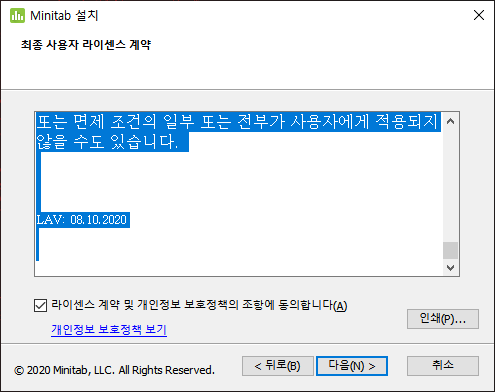 Minitab 설치
최종 사용자 라이센스 계약
또는 면제 조건의 일부 또는 전부가 사용자에게 적용되지
않을 수도 있습니다.
LAV: 08.10.2020
라이센스 계약 및 개인정보 보호정책의 조항에 동의합니다(A)
인쇄(P)...
개인정보 보호정책 보기
© 2020 Minitab, LLC. All Rights Reserved.
< 뒤로(B)
다음(N) >
취소